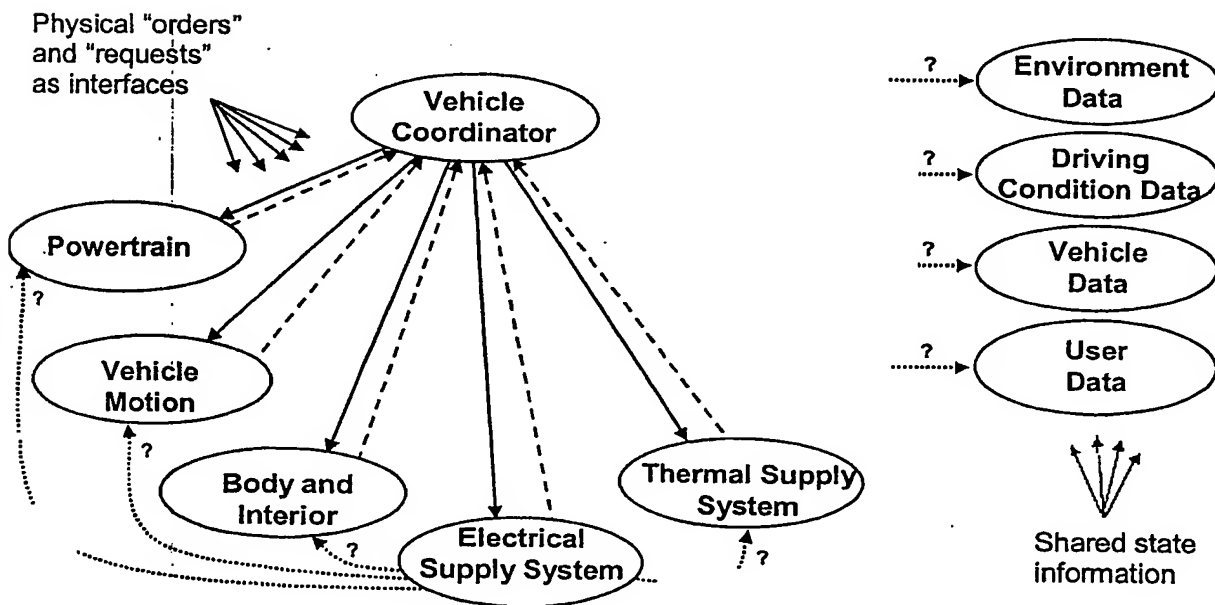 Physical “orders”
and “requests”
as interfaces
Vehicle
Coordinator
Powertrain
?
Vehicle
Motion
?
Body and
Interior
?
Electrical
Supply System
Thermal Supply
System
?
?
Environment
Data
?
Driving
Condition Data
?
Vehicle
Data
?
User
Data
Shared state
information